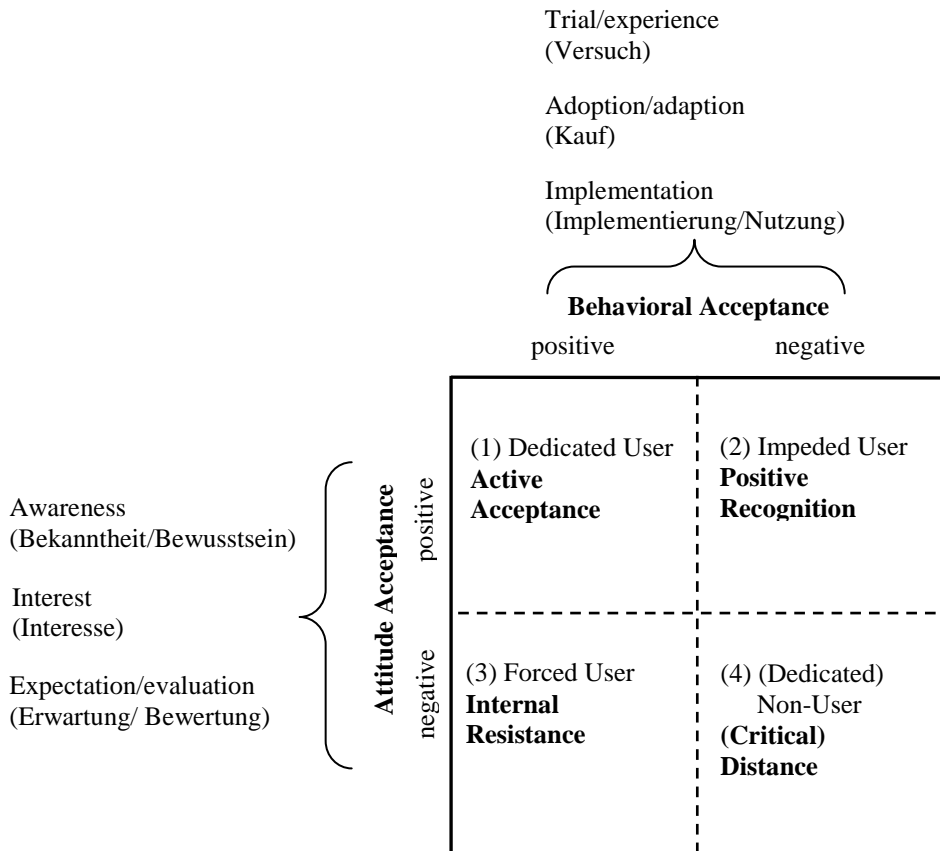 Trial/experience
(Versuch)
Adoption/adaption
(Kauf)
Implementation
(Implementierung/Nutzung)
Behavioral Acceptance
positive negative
Awareness
(Bekanntheit/Bewusstsein)
Interest
(Interesse)
Expectation/evaluation
(Erwartung/ Bewertung)
Attitude Acceptance
positive
negative
(1) Dedicated User
Active
Acceptance
(2) Impeded User
Positive
Recognition
(3) Forced User
Internal
Resistance
(4) (Dedicated)
Non-User
(Critical)
Distance